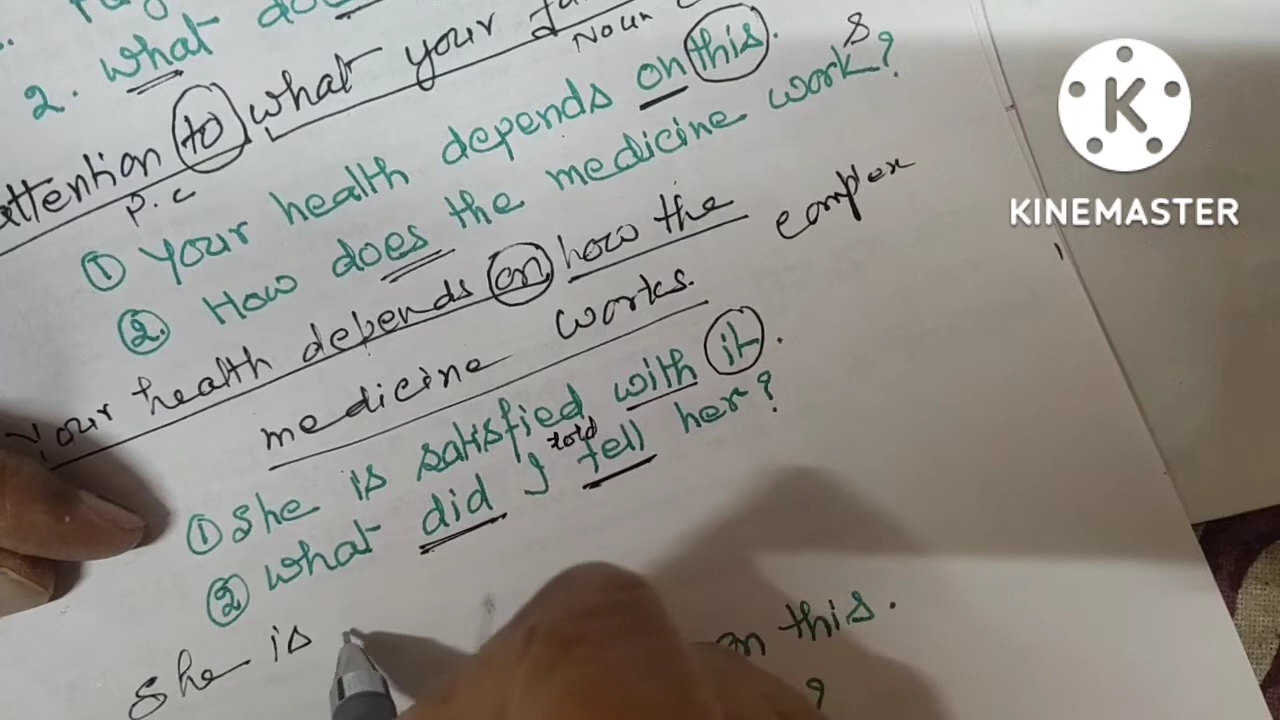 2. What
Noun
attention to what your
P.C
① Your health depends on this.
s
② How does the medicine work?
Your health depends on how the
complex
medicine works.
① She is satisfied with it.
told
② What did I tell her?
She is
on this.
?
K
KINEMASTER